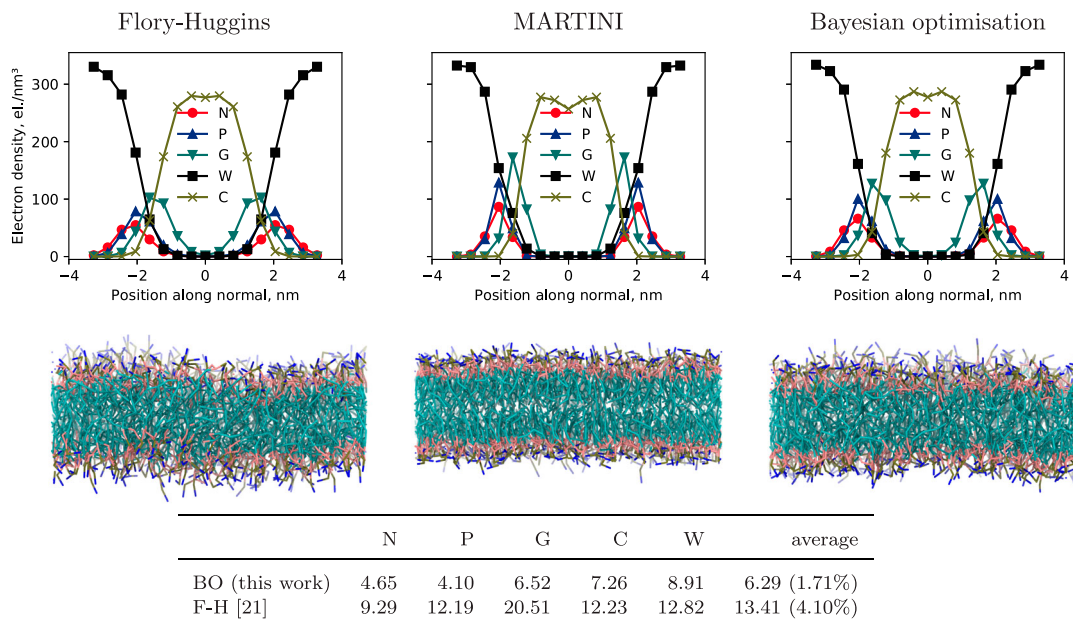 Flory-Huggins
MARTINI
Bayesian optimisation
Electron density, el./nm³
300
200
100
0
N
P
G
W
C
−4 −2 0 2 4
Position along normal, nm
N
P
G
W
C
−4 −2 0 2 4
Position along normal, nm
N
P
G
W
C
−4 −2 0 2 4
Position along normal, nm
N P G C W average
BO (this work) 4.65 4.10 6.52 7.26 8.91 6.29 (1.71%)
F-H [21] 9.29 12.19 20.51 12.23 12.82 13.41 (4.10%)